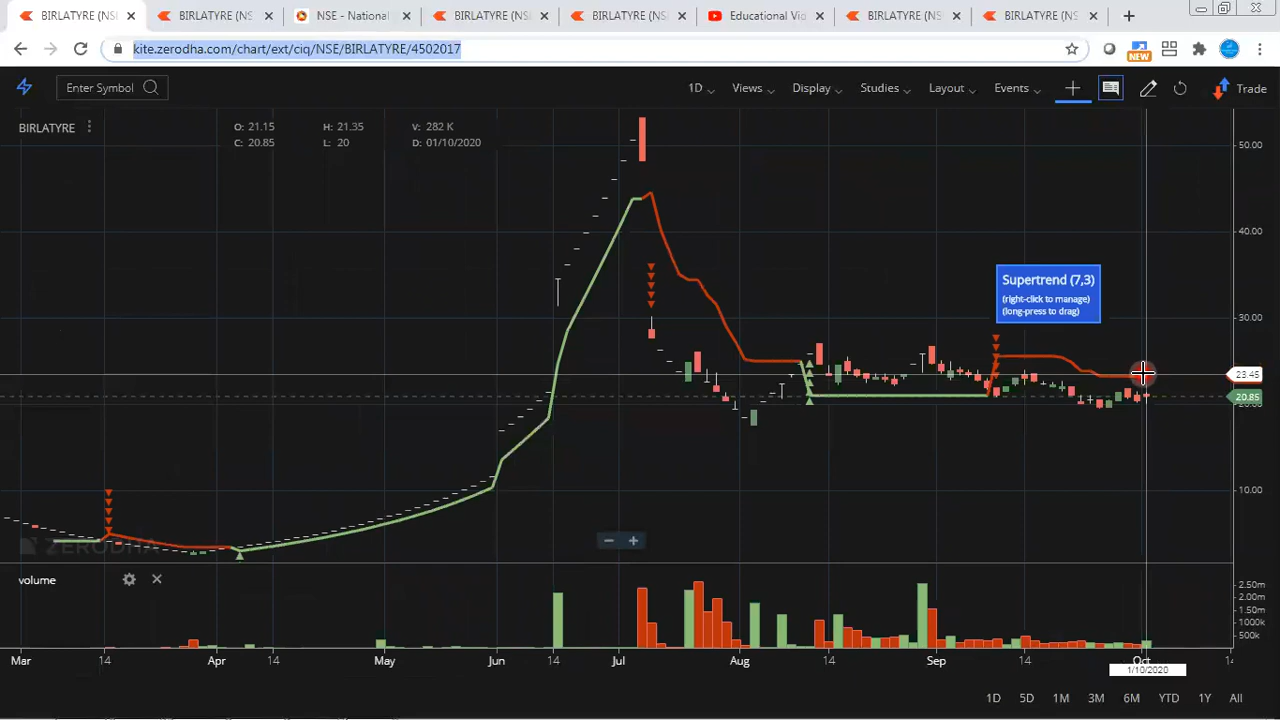 BIRLATYRE (NS
BIRLATYRE (NS
NSE - National
BIRLATYRE (NS
BIRLATYRE (NS
Educational Vid
BIRLATYRE (NS
BIRLATYRE (NS
kite.zerodha.com/chart/ext/ciq/NSE/BIRLATYRE/4502017
NEW
Enter Symbol
1D
Views
Display
Studies
Layout
Events
Trade
BIRLATYRE
O: 21.15
H: 21.35
V: 282 K
C: 20.85
L: 20
D: 01/10/2020
50.00
40.00
30.00
Supertrend (7,3)
(right-click to manage)
(long-press to drag)
23.45
20.85
10.00
ZERODHA
volume
2.50m
2.00m
1.50m
1000k
500k
Mar
14
Apr
14
May
Jun
14
Jul
Aug
14
Sep
14
Oct
1/10/2020
1D
5D
1M
3M
6M
YTD
1Y
All